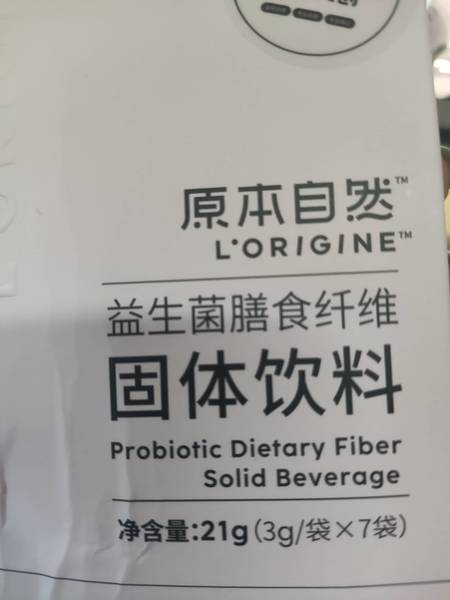 原本自然™
L'ORIGINE™
益生菌膳食纤维
固体饮料
Probiotic Dietary Fiber
Solid Beverage
净含量:21g(3g/袋×7袋)